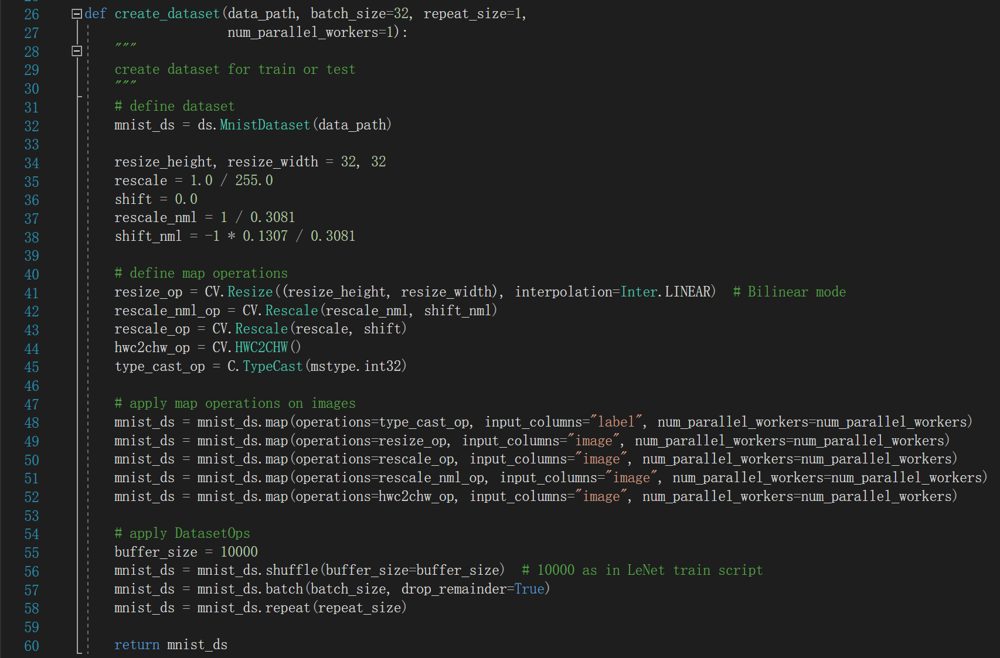 26 def create_dataset(data_path, batch_size=32, repeat_size=1,
27                    num_parallel_workers=1):
28     """
29     create dataset for train or test
30     """
31     # define dataset
32     mnist_ds = ds.MnistDataset(data_path)
33
34     resize_height, resize_width = 32, 32
35     rescale = 1.0 / 255.0
36     shift = 0.0
37     rescale_nml = 1 / 0.3081
38     shift_nml = -1 * 0.1307 / 0.3081
39
40     # define map operations
41     resize_op = CV.Resize((resize_height, resize_width), interpolation=Inter.LINEAR)  # Bilinear mode
42     rescale_nml_op = CV.Rescale(rescale_nml, shift_nml)
43     rescale_op = CV.Rescale(rescale, shift)
44     hwc2chw_op = CV.HWC2CHW()
45     type_cast_op = C.TypeCast(mstype.int32)
46
47     # apply map operations on images
48     mnist_ds = mnist_ds.map(operations=type_cast_op, input_columns="label", num_parallel_workers=num_parallel_workers)
49     mnist_ds = mnist_ds.map(operations=resize_op, input_columns="image", num_parallel_workers=num_parallel_workers)
50     mnist_ds = mnist_ds.map(operations=rescale_op, input_columns="image", num_parallel_workers=num_parallel_workers)
51     mnist_ds = mnist_ds.map(operations=rescale_nml_op, input_columns="image", num_parallel_workers=num_parallel_workers)
52     mnist_ds = mnist_ds.map(operations=hwc2chw_op, input_columns="image", num_parallel_workers=num_parallel_workers)
53
54     # apply DatasetOps
55     buffer_size = 10000
56     mnist_ds = mnist_ds.shuffle(buffer_size=buffer_size)  # 10000 as in LeNet train script
57     mnist_ds = mnist_ds.batch(batch_size, drop_remainder=True)
58     mnist_ds = mnist_ds.repeat(repeat_size)
59
60     return mnist_ds